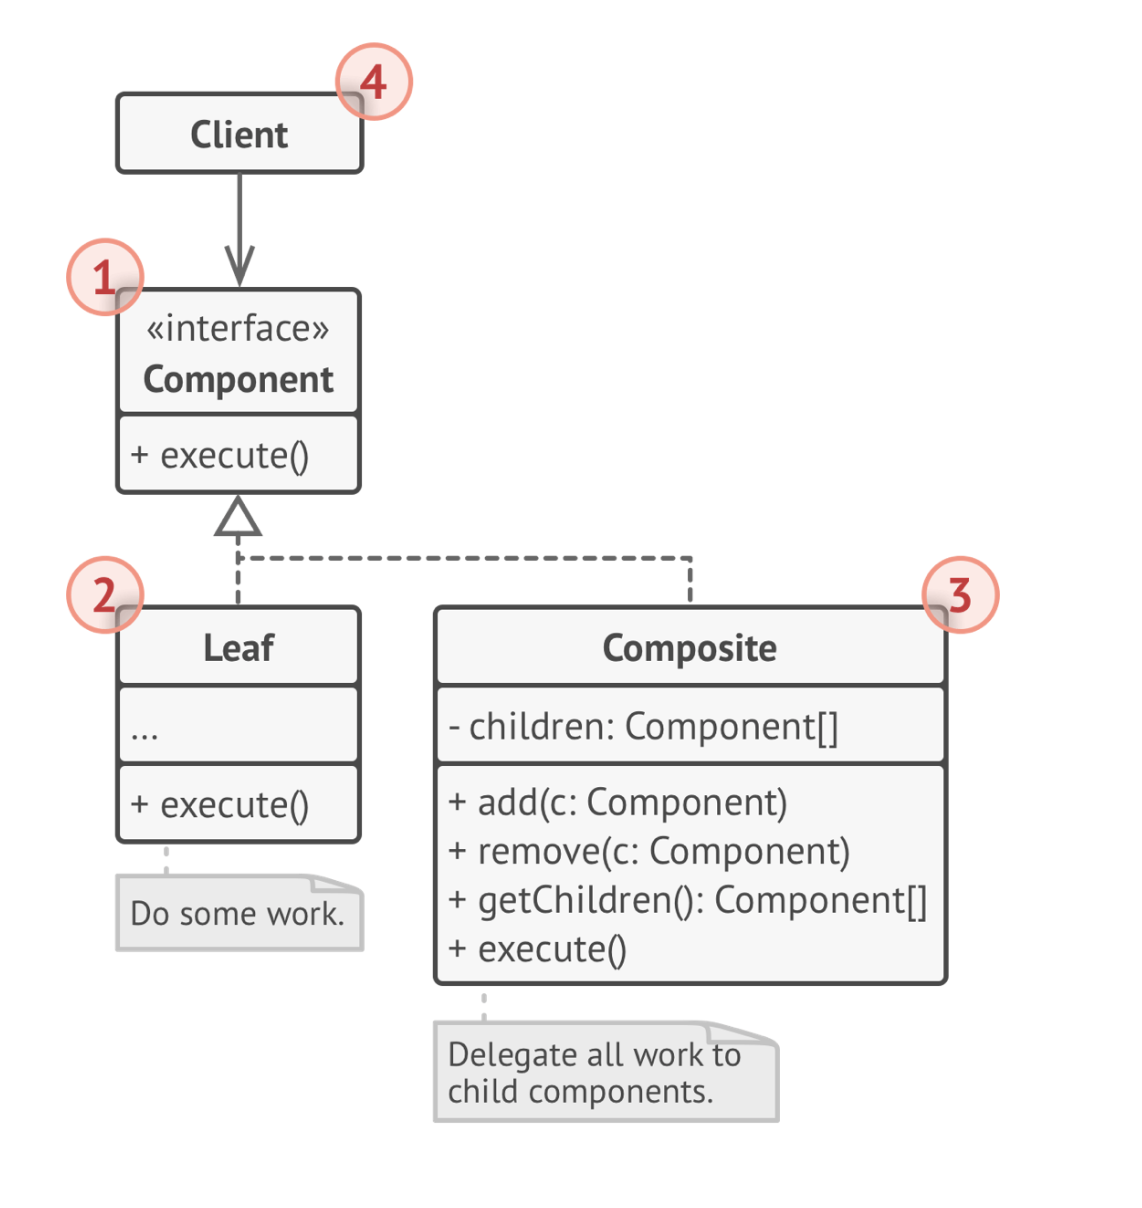 4
Client
1
«interface»
Component
+ execute()
2
Leaf
...
+ execute()
Do some work.
3
Composite
- children: Component[]
+ add(c: Component)
+ remove(c: Component)
+ getChildren(): Component[]
+ execute()
Delegate all work to
child components.